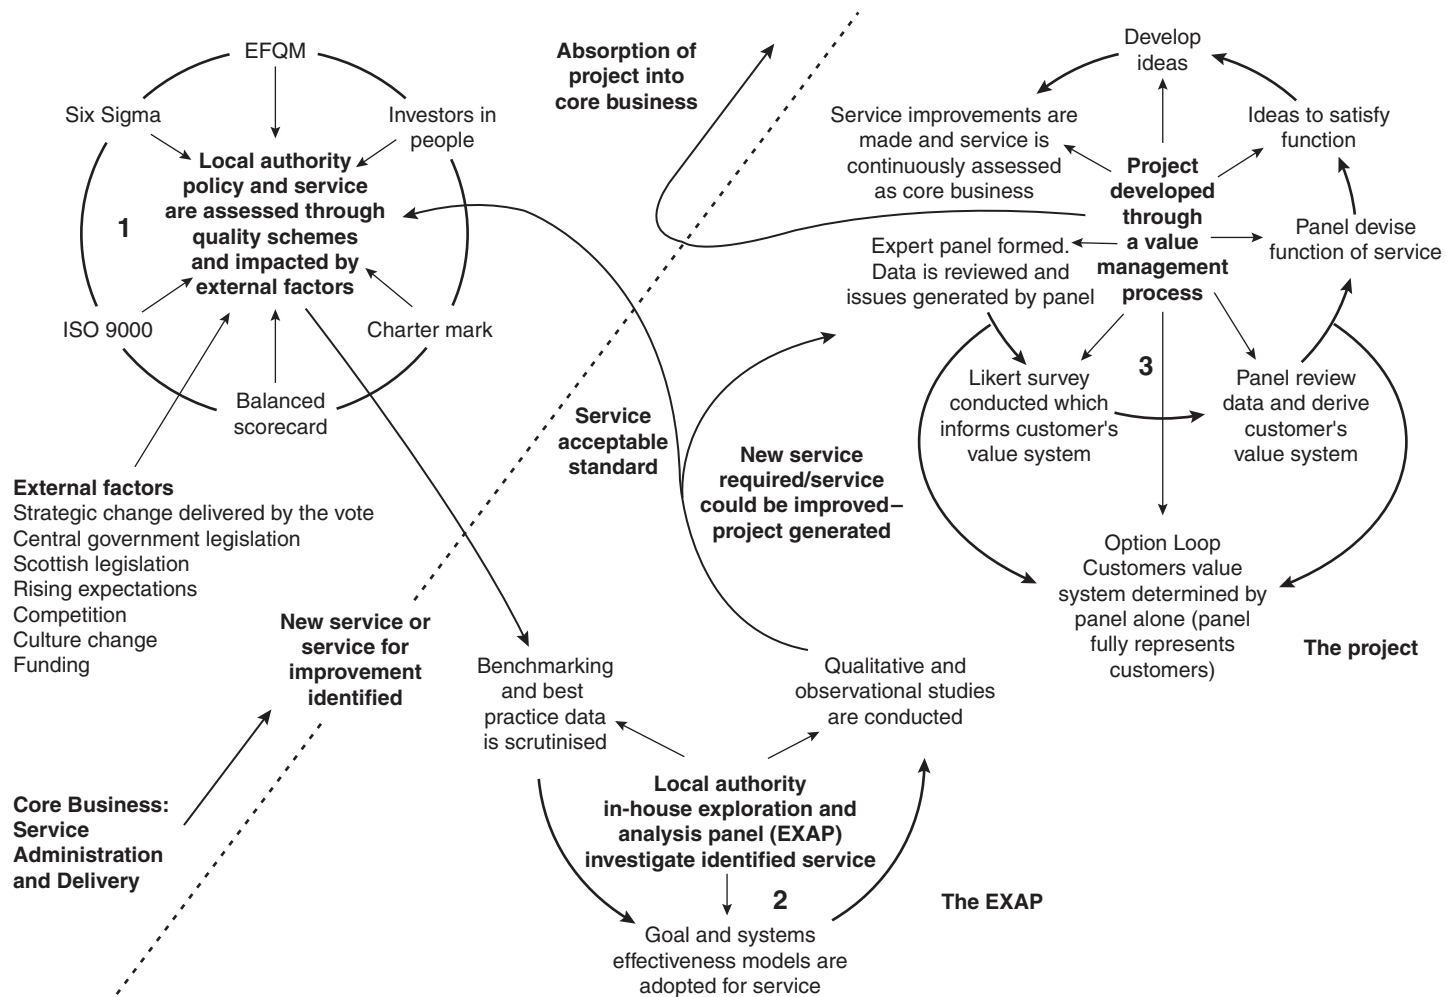 EFQM
Six Sigma
Investors in
people
Local authority
policy and service
are assessed through
quality schemes
and impacted by
external factors
1
ISO 9000
Charter mark
Balanced
scorecard
External factors
Strategic change delivered by the vote
Central government legislation
Scottish legislation
Rising expectations
Competition
Culture change
Funding
Core Business:
Service
Administration
and Delivery
New service or
service for
improvement
identified
Absorption of
project into
core business
Service
acceptable
standard
New service
required/service
could be improved–
project generated
Benchmarking
and best
practice data
is scrutinised
Qualitative and
observational studies
are conducted
Local authority
in-house exploration and
analysis panel (EXAP)
investigate identified service
2
Goal and systems
effectiveness models are
adopted for service
The EXAP
Develop
ideas
Service improvements are
made and service is
continuously assessed
as core business
Ideas to satisfy
function
Project
developed
through
a value
management
process
Panel devise
function of service
Expert panel formed.
Data is reviewed and
issues generated by panel
3
Likert survey
conducted which
informs customer's
value system
Panel review
data and derive
customer's
value system
Option Loop
Customers value
system determined by
panel alone (panel
fully represents
customers)
The project